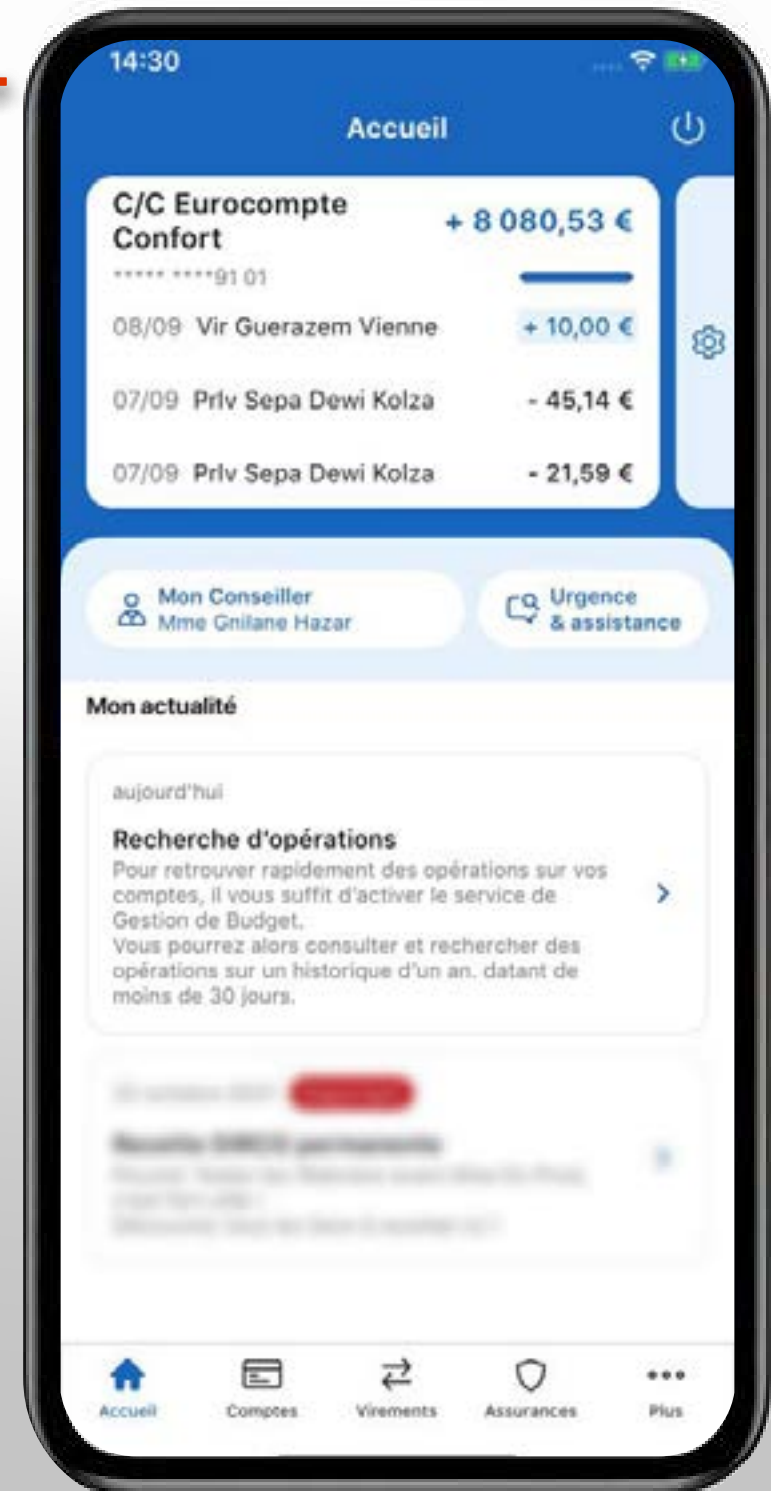 14:30
Accueil
C/C Eurocompte
Confort
+ 8 080,53 €
***** ****91 01
08/09 Vir Guerazem Vienne + 10,00 €
07/09 Prlv Sepa Dewi Kolza - 45,14 €
07/09 Prlv Sepa Dewi Kolza - 21,59 €
Mon Conseiller
Mme Gnilane Hazar
Urgence
& assistance
Mon actualité
aujourd'hui
Recherche d'opérations
Pour retrouver rapidement des opérations sur vos
comptes, il vous suffit d'activer le service de
Gestion de Budget.
Vous pourrez alors consulter et rechercher des
opérations sur un historique d'un an. datant de
moins de 30 jours.
Accueil Comptes Virements Assurances Plus